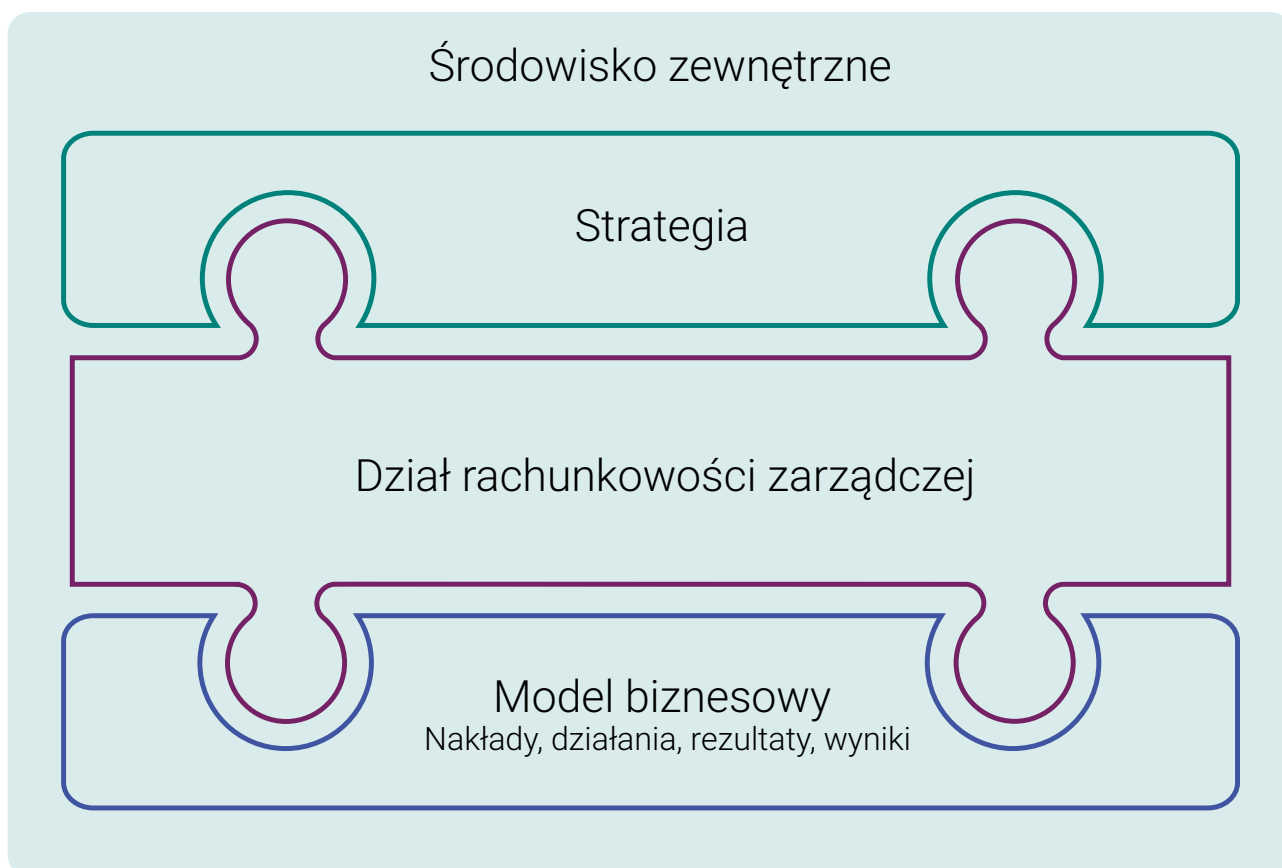 Środowisko zewnętrzne
Strategia
Dział rachunkowości zarządczej
Model biznesowy
Nakłady, działania, rezultaty, wyniki